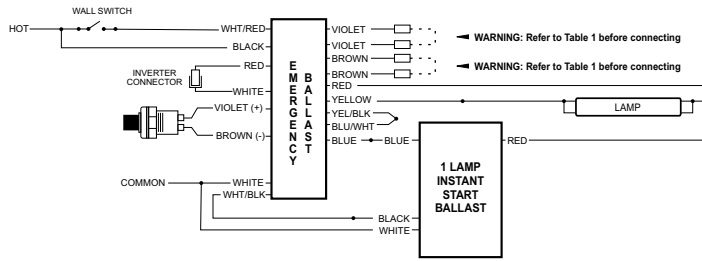 WALL SWITCH
HOT
WHT/RED
BLACK
RED
INVERTER
CONNECTOR
WHITE
VIOLET (+)
BROWN (-)
COMMON
WHITE
WHT/BLK
EMERGENCY
BALLAST
VIOLET
VIOLET
BROWN
BROWN
RED
YELLOW
YEL/BLK
BLU/WHT
BLUE
BLUE
WARNING: Refer to Table 1 before connecting
WARNING: Refer to Table 1 before connecting
LAMP
RED
1 LAMP
INSTANT
START
BALLAST
BLACK
WHITE